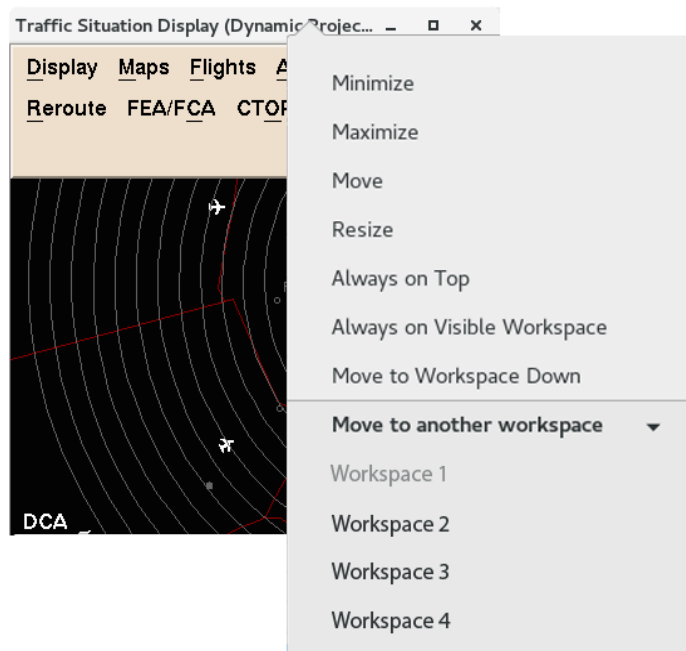 Traffic Situation Display (Dynamic Projec...
Display Maps Flights A
Reroute FEA/FCA CTOP
DCA
Minimize
Maximize
Move
Resize
Always on Top
Always on Visible Workspace
Move to Workspace Down
Move to another workspace
Workspace 1
Workspace 2
Workspace 3
Workspace 4